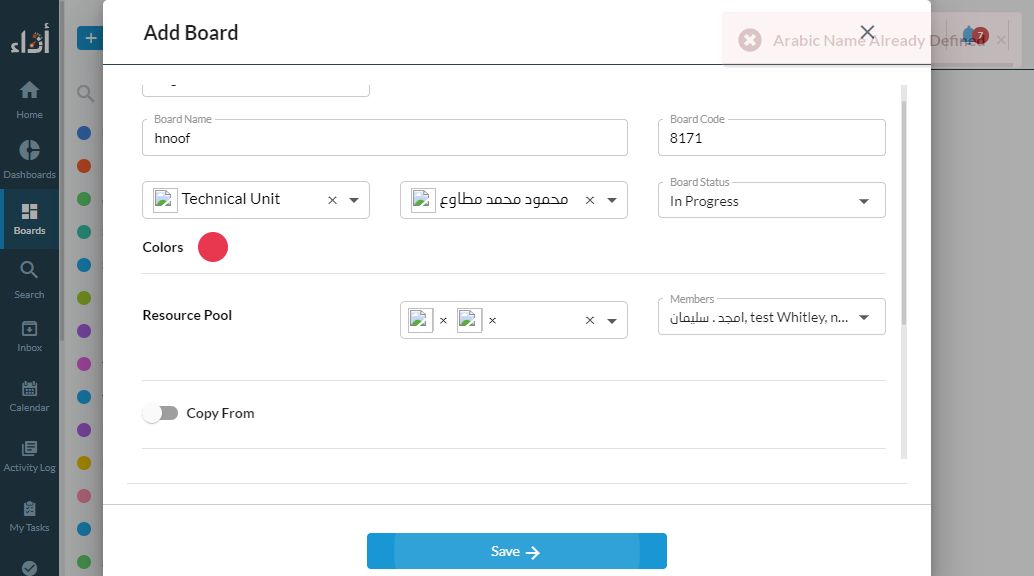 أداء
Home
Dashboards
Boards
Search
Inbox
Calendar
Activity Log
My Tasks
Add Board
Arabic Name Already Defined
7
Board Name
hnoof
Board Code
8171
Technical Unit
محمود محمد مطاوع
Board Status
In Progress
Colors
Resource Pool
Members
امجد . سليمان, test Whitley, n...
Copy From
Save